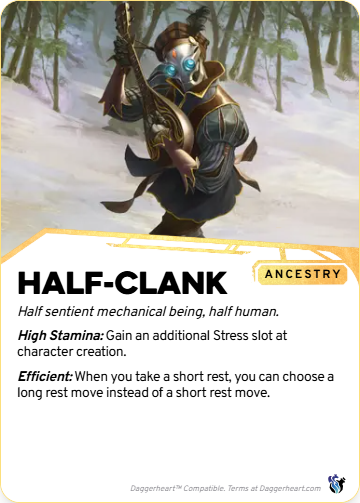 HALF-CLANK
ANCESTRY
Half sentient mechanical being, half human.
High Stamina: Gain an additional Stress slot at
character creation.
Efficient: When you take a short rest, you can choose a
long rest move instead of a short rest move.
Daggerheart™ Compatible. Terms at Daggerheart.com